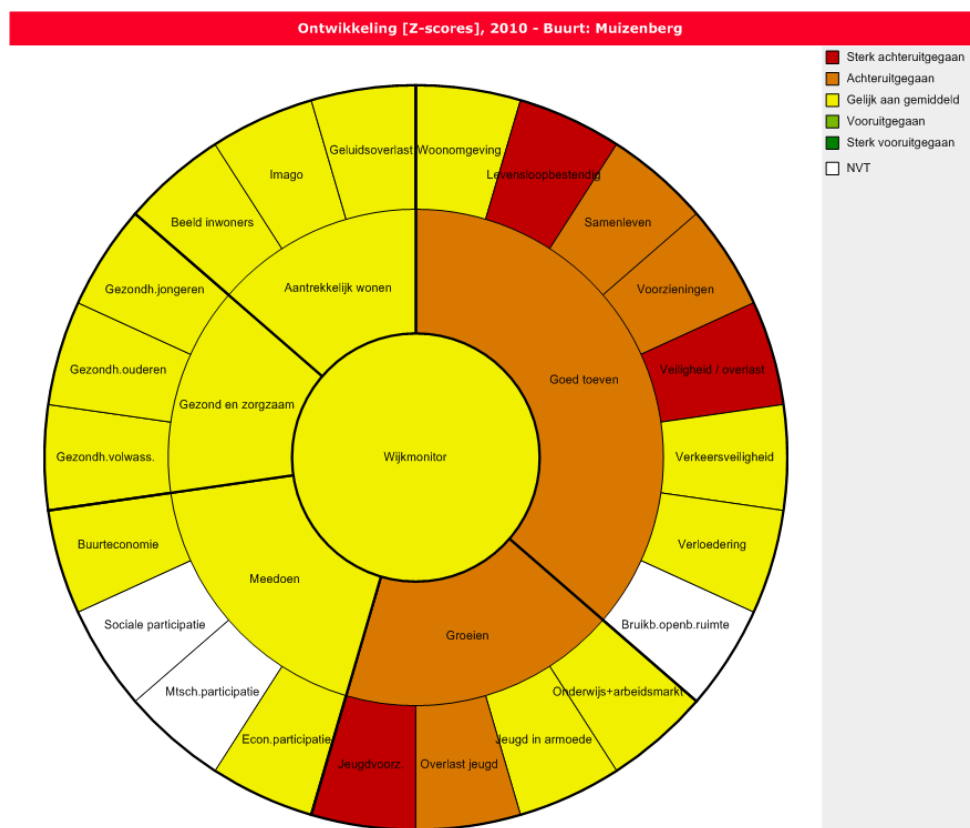 Ontwikkeling [Z-scores], 2010 - Buurt: Muizenberg
Sterk achteruitgegaan
Achteruitgegaan
Gelijk aan gemiddeld
Vooruitgegaan
Sterk vooruitgegaan
NVT
Geluidsoverlast
Woonomgeving
Imago
Levensloopbestendig
Beeld inwoners
Samenleven
Aantrekkelijk wonen
Gezondh.jongeren
Voorzieningen
Gezondh.ouderen
Veiligheid / overlast
Goed toeven
Gezond en zorgzaam
Gezondh.volwass.
Wijkmonitor
Verkeersveiligheid
Buurteconomie
Verloedering
Meedoen
Sociale participatie
Bruikb.openb.ruimte
Groeien
Mtsch.participatie
Onderwijs+arbeidsmarkt
Econ.participatie
Jeugd in armoede
Jeugdvoorz.
Overlast jeugd